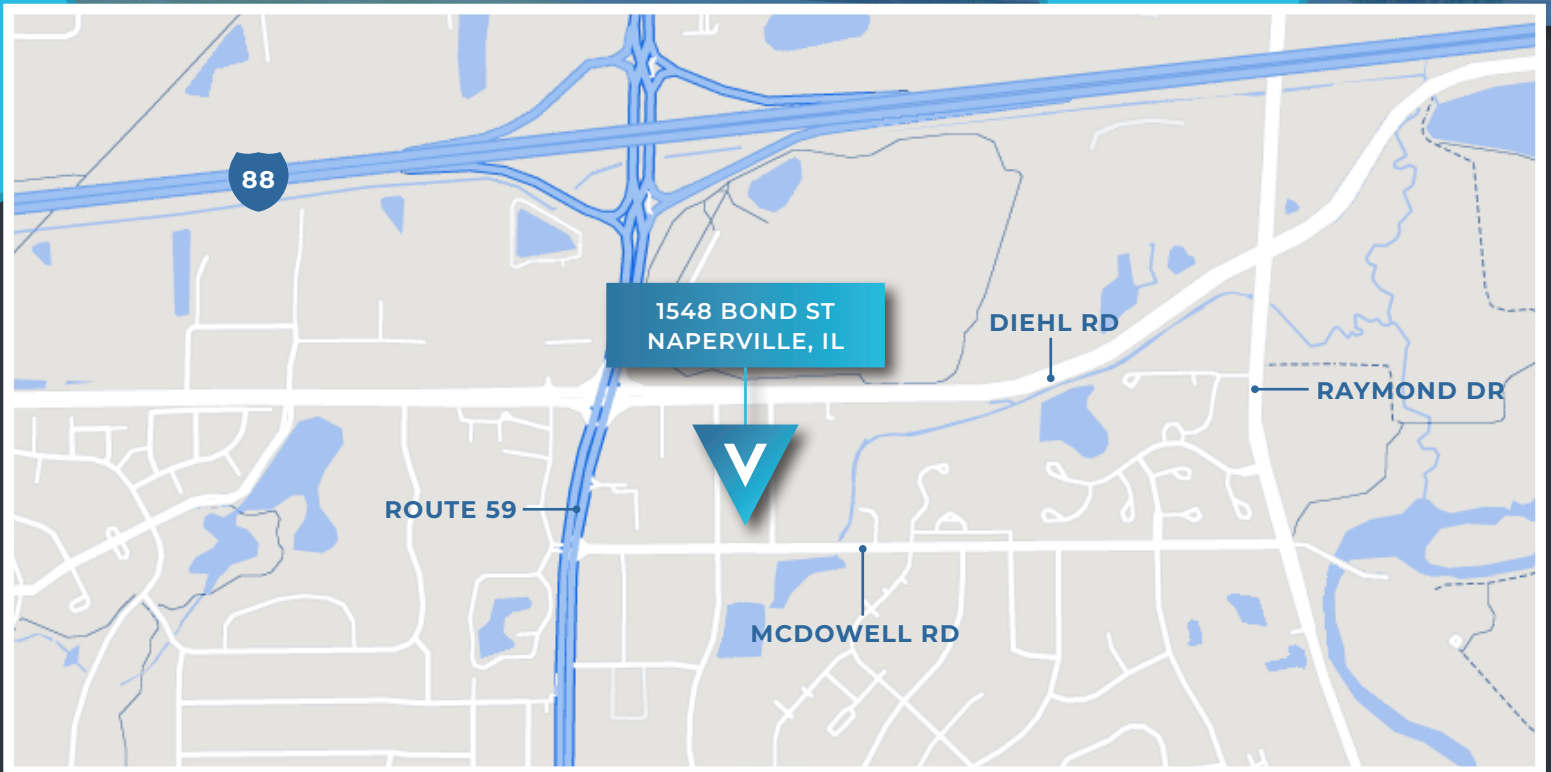 88
1548 BOND ST
NAPERVILLE, IL
DIEHL RD
RAYMOND DR
V
ROUTE 59
MCDOWELL RD